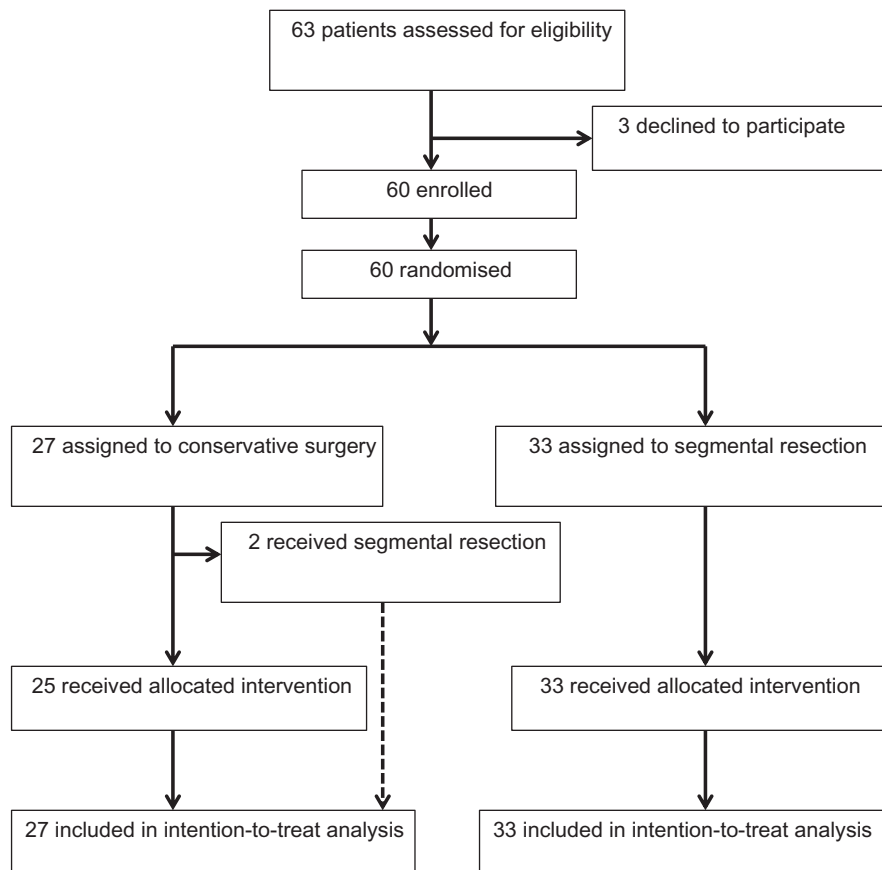 63 patients assessed for eligibility
3 declined to participate
60 enrolled
60 randomised
27 assigned to conservative surgery
33 assigned to segmental resection
2 received segmental resection
25 received allocated intervention
33 received allocated intervention
27 included in intention-to-treat analysis
33 included in intention-to-treat analysis